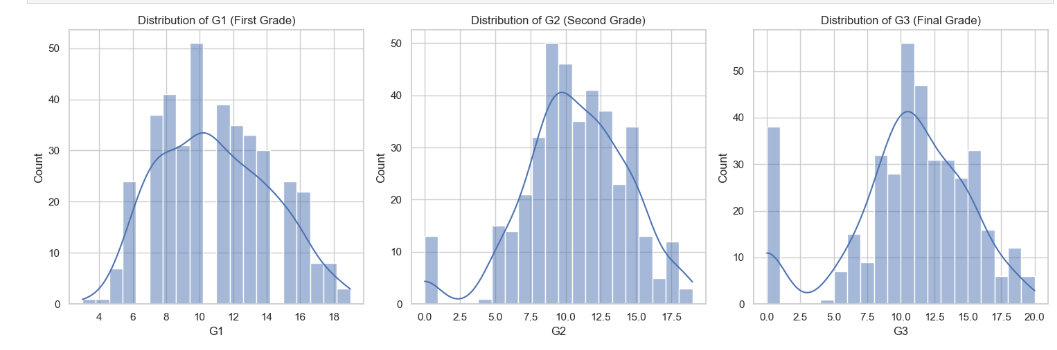 Distribution of G1 (First Grade)
50
40
30
20
10
0
Count
4 6 8 10 12 14 16 18
G1
Distribution of G2 (Second Grade)
50
40
30
20
10
0
Count
0.0 2.5 5.0 7.5 10.0 12.5 15.0 17.5
G2
Distribution of G3 (Final Grade)
50
40
30
20
10
0
Count
0.0 2.5 5.0 7.5 10.0 12.5 15.0 17.5 20.0
G3